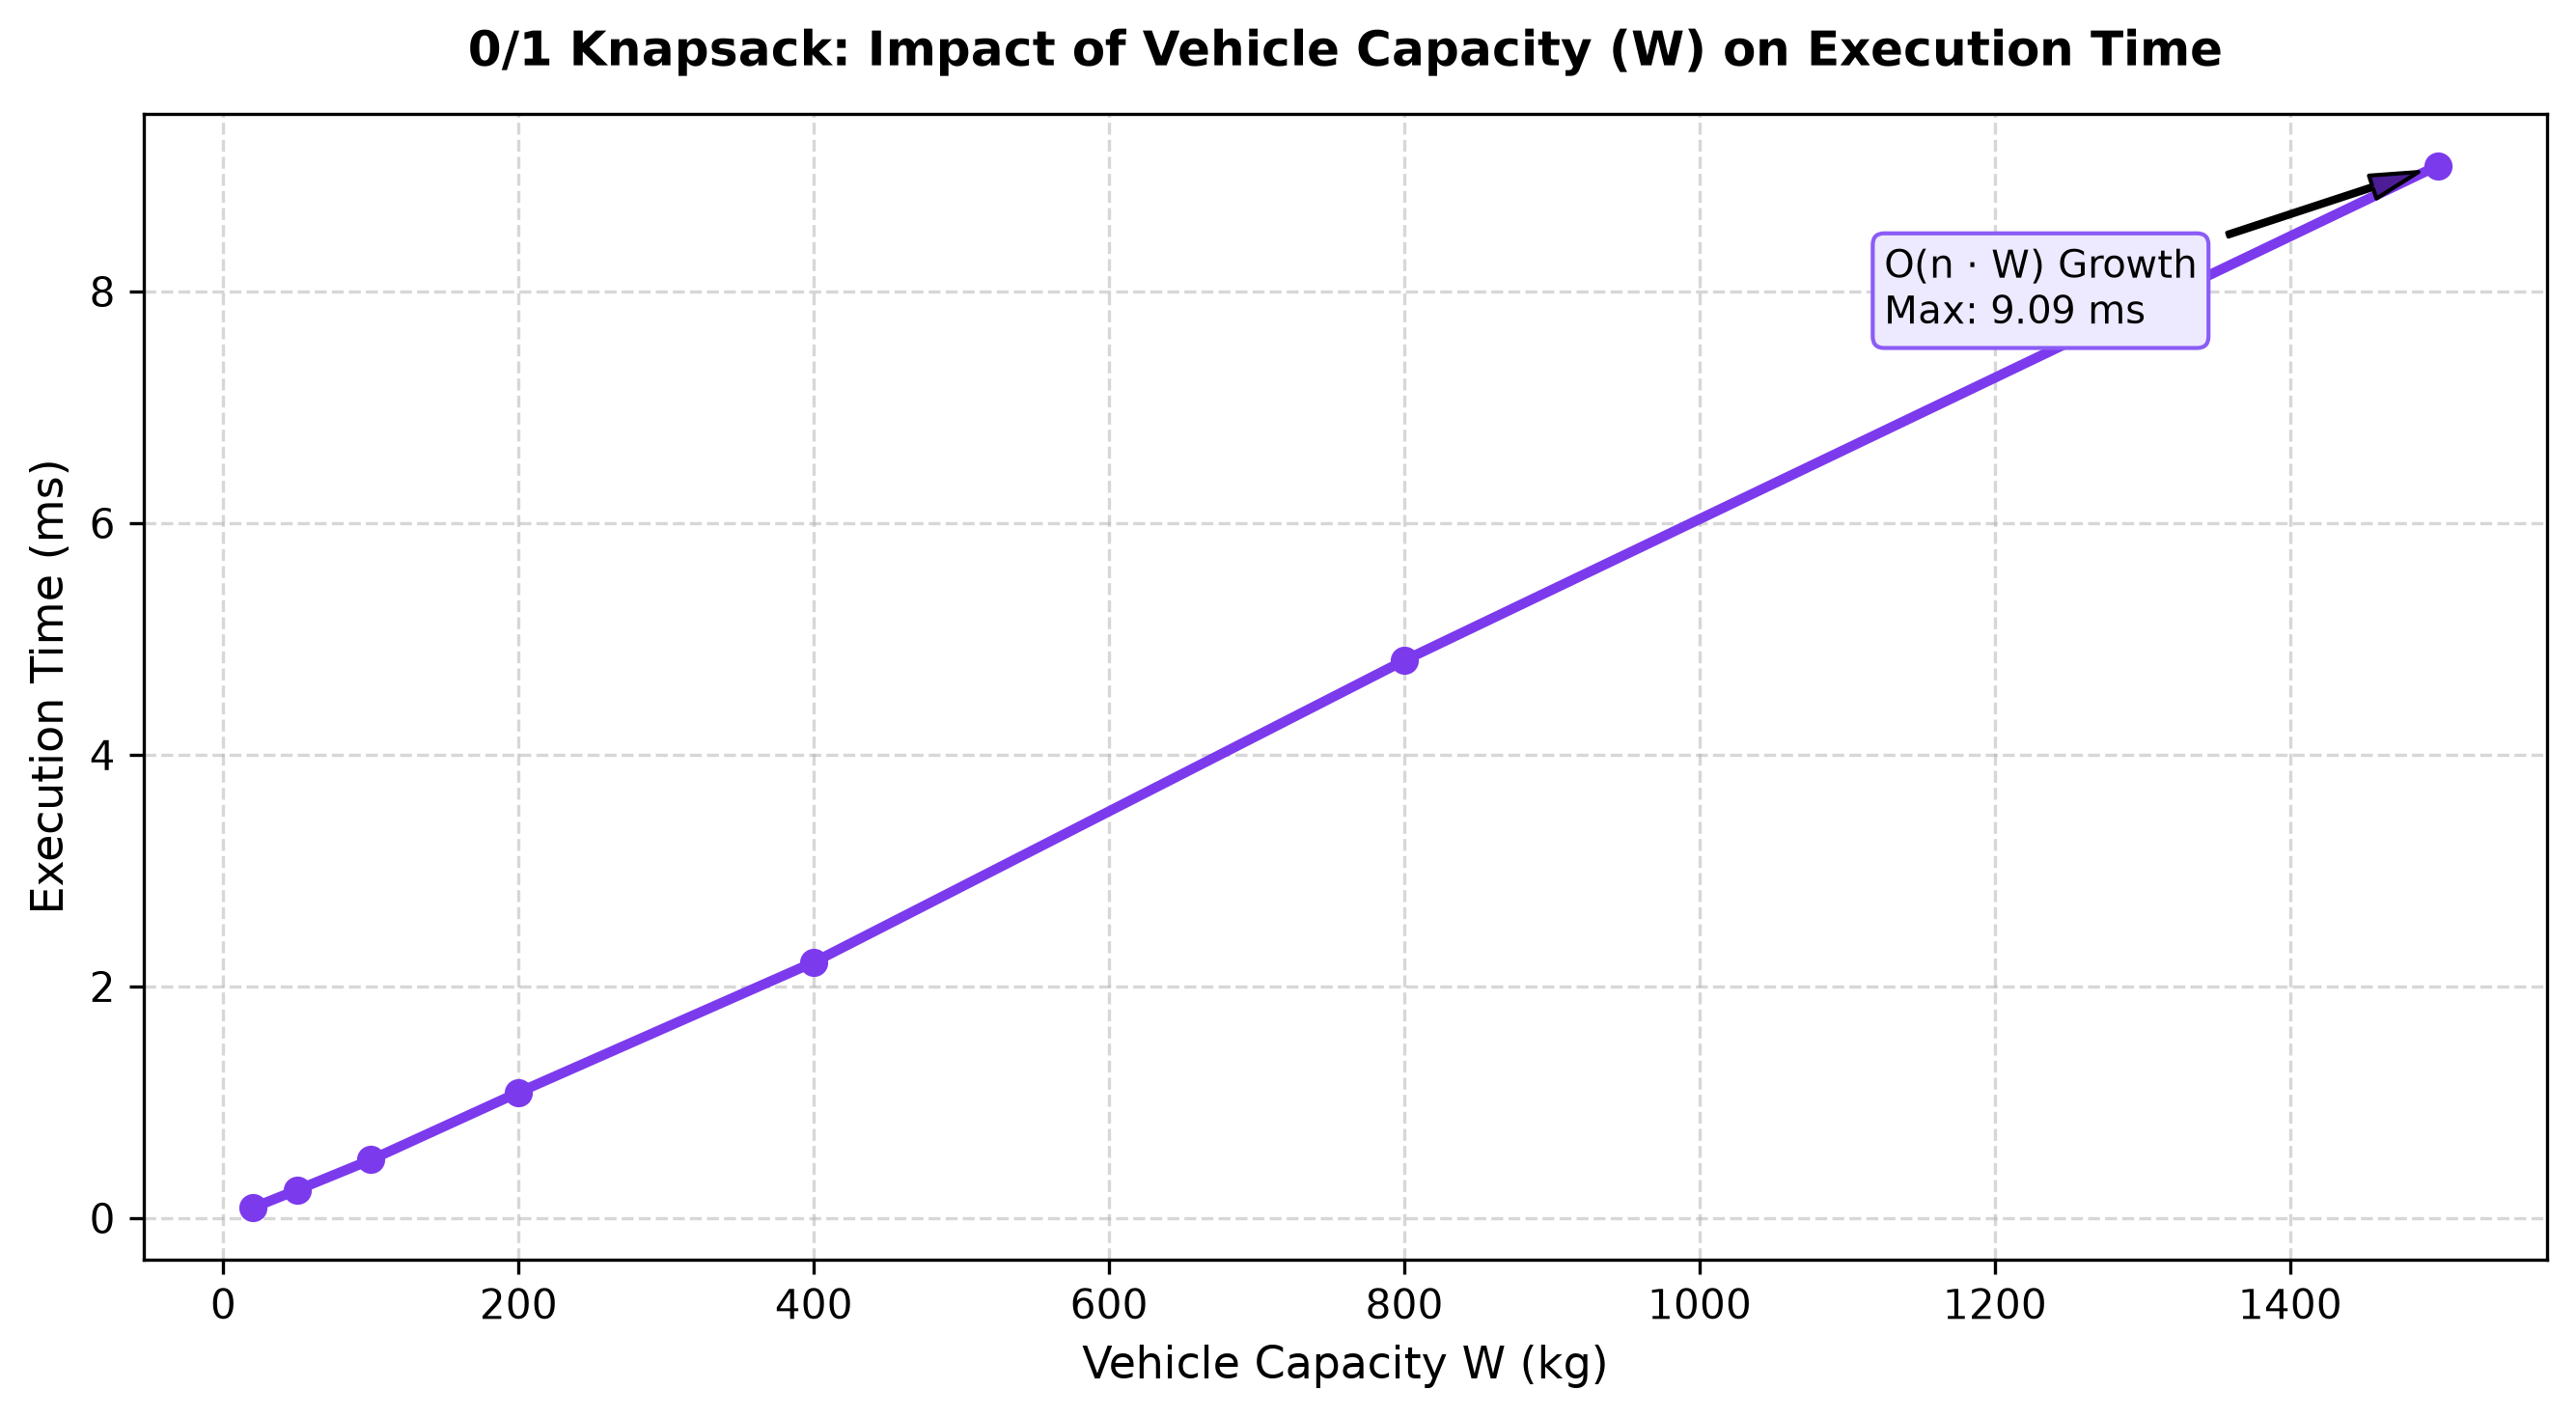 0/1 Knapsack: Impact of Vehicle Capacity (W) on Execution Time
O(n · W) Growth
Max: 9.09 ms
8
6
4
2
0
Execution Time (ms)
0 200 400 600 800 1000 1200 1400
Vehicle Capacity W (kg)